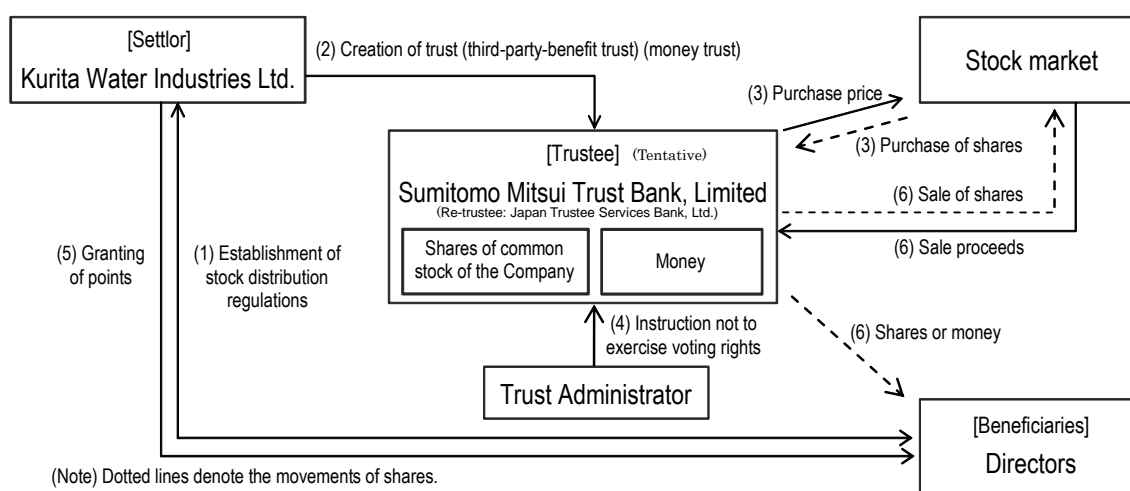 [Settlor]
Kurita Water Industries Ltd.
(2) Creation of trust (third-party-benefit trust) (money trust)
Stock market
(3) Purchase price
(3) Purchase of shares
[Trustee] (Tentative)
Sumitomo Mitsui Trust Bank, Limited
(Re-trustee: Japan Trustee Services Bank, Ltd.)
Shares of common
stock of the Company
Money
(6) Sale of shares
(6) Sale proceeds
(5) Granting
of points
(1) Establishment of
stock distribution
regulations
(4) Instruction not to
exercise voting rights
(6) Shares or money
Trust Administrator
[Beneficiaries]
Directors
(Note) Dotted lines denote the movements of shares.